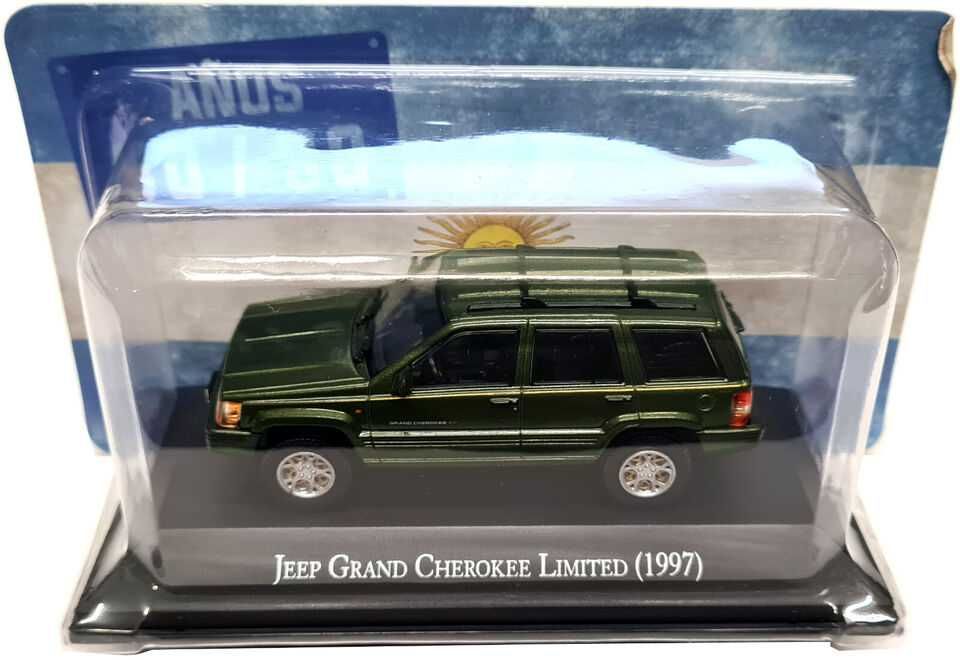 AÑOS
GRAND CHEROKEE
JEEP GRAND CHEROKEE LIMITED (1997)